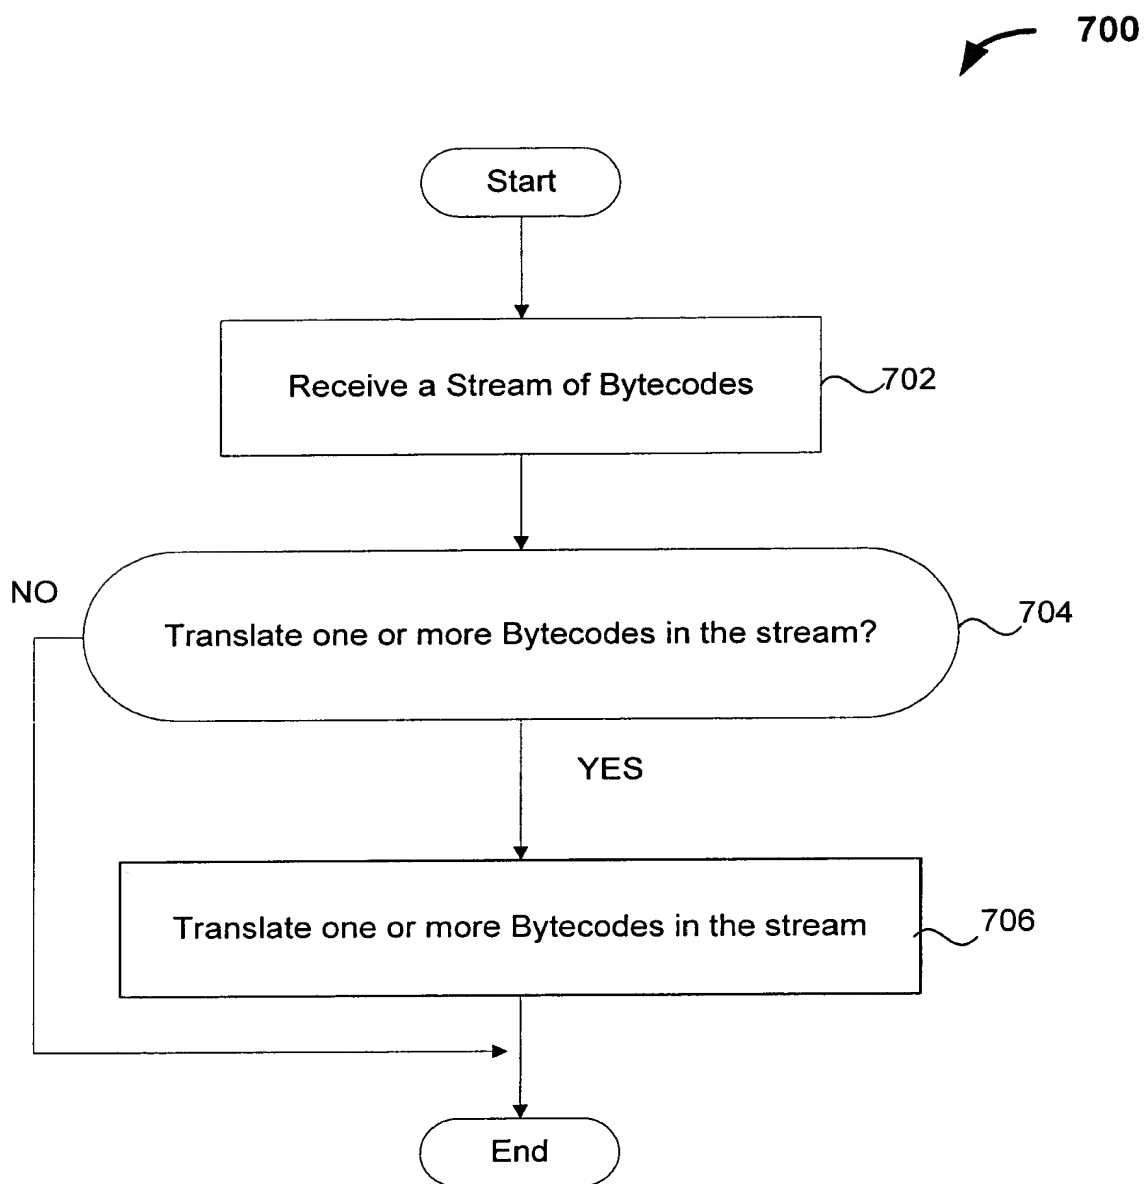 700
Start
Receive a Stream of Bytecodes
702
NO
Translate one or more Bytecodes in the stream?
704
YES
Translate one or more Bytecodes in the stream
706
End